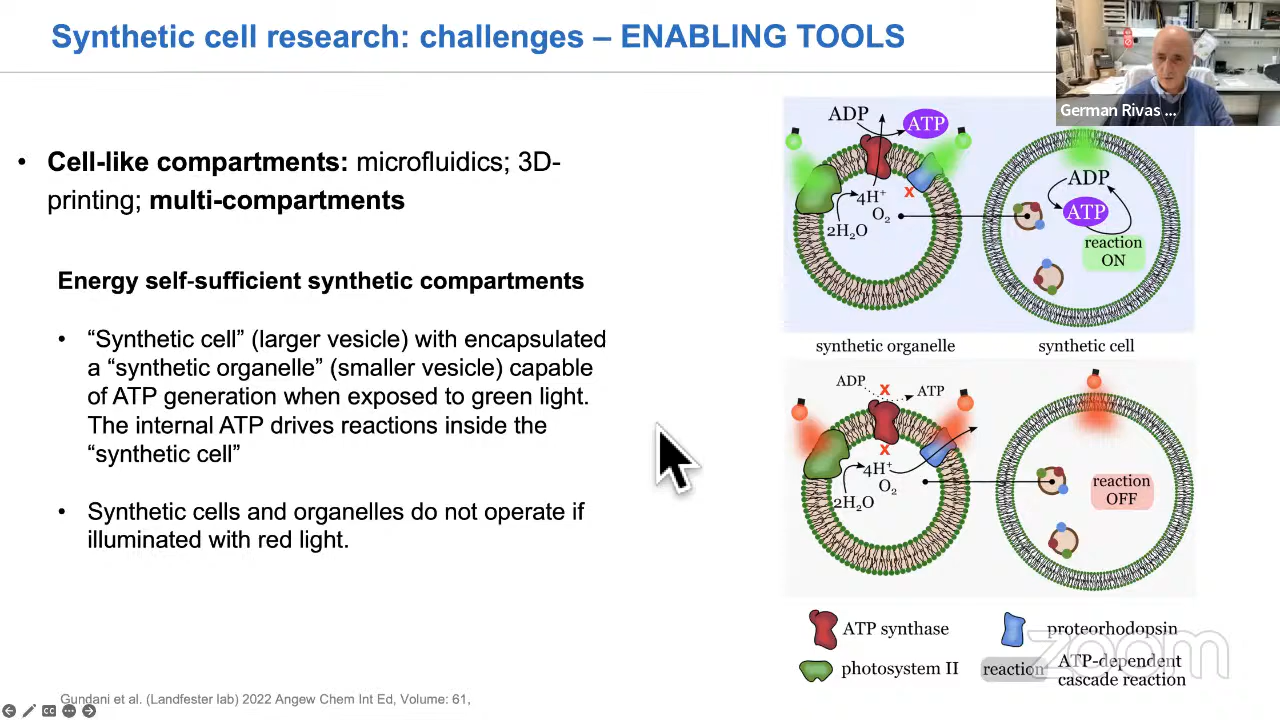 Synthetic cell research: challenges – ENABLING TOOLS
German Rivas ...
• Cell-like compartments: microfluidics; 3D-
printing; multi-compartments
Energy self-sufficient synthetic compartments
• “Synthetic cell” (larger vesicle) with encapsulated
a “synthetic organelle” (smaller vesicle) capable
of ATP generation when exposed to green light.
The internal ATP drives reactions inside the
“synthetic cell”
• Synthetic cells and organelles do not operate if
illuminated with red light.
ADP
ATP
x
4H⁺
O₂
2H₂O
ADP
ATP
reaction
ON
synthetic organelle
synthetic cell
ADP
x
ATP
x
4H⁺
O₂
2H₂O
reaction
OFF
ATP synthase
proteorhodopsin
photosystem II
reaction
ATP-dependent
cascade reaction
zoom
Gundani et al. (Landfester lab) 2022 Angew Chem Int Ed, Volume: 61,
CC